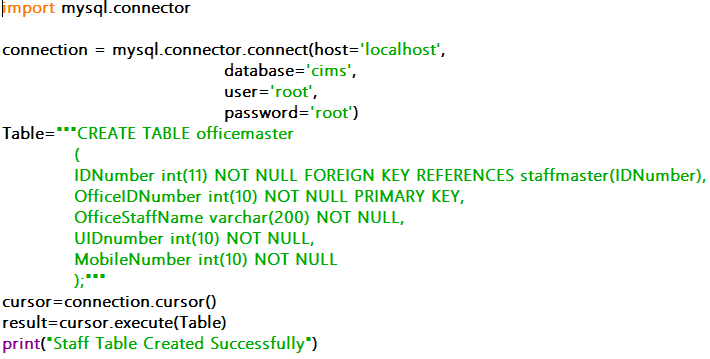 import mysql.connector
connection = mysql.connector.connect(host='localhost',
database='cims',
user='root',
password='root')
Table="""CREATE TABLE officemaster
(
IDNumber int(11) NOT NULL FOREIGN KEY REFERENCES staffmaster(IDNumber),
OfficeIDNumber int(10) NOT NULL PRIMARY KEY,
OfficeStaffName varchar(200) NOT NULL,
UIDnumber int(10) NOT NULL,
MobileNumber int(10) NOT NULL
);"""
cursor=connection.cursor()
result=cursor.execute(Table)
print("Staff Table Created Successfully")